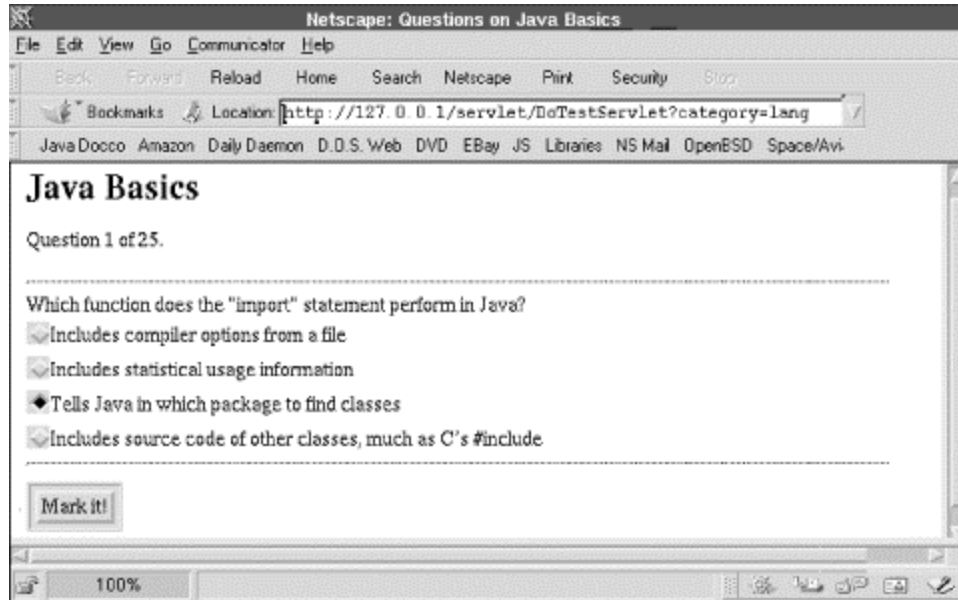 Netscape: Questions on Java Basics
File Edit View Go Communicator Help
Back Forward Reload Home Search Netscape Print Security Stop
Bookmarks Location: http://127.0.0.1/servlet/DoTestServlet?category=lang
Java Docco Amazon Daily Daemon D.D.S. Web DVD EBay JS Libraries NS Mail OpenBSD Space/Avi
Java Basics
Question 1 of 25.
Which function does the "import" statement perform in Java?
Includes compiler options from a file
Includes statistical usage information
Tells Java in which package to find classes
Includes source code of other classes, much as C's #include
Mark it!
100%